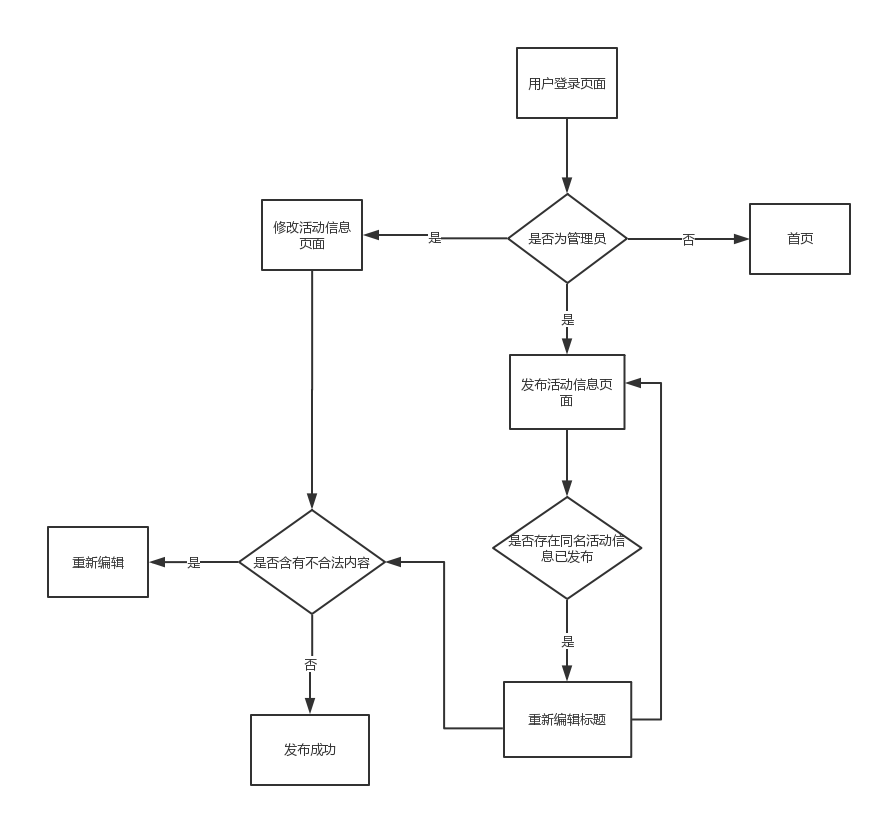 用户登录页面
修改活动信息
页面
是
是否为管理员
否
首页
是
发布活动信息页
面
是否存在同名活动信
息已发布
重新编辑
是
是否含有不合法内容
是
否
重新编辑标题
发布成功